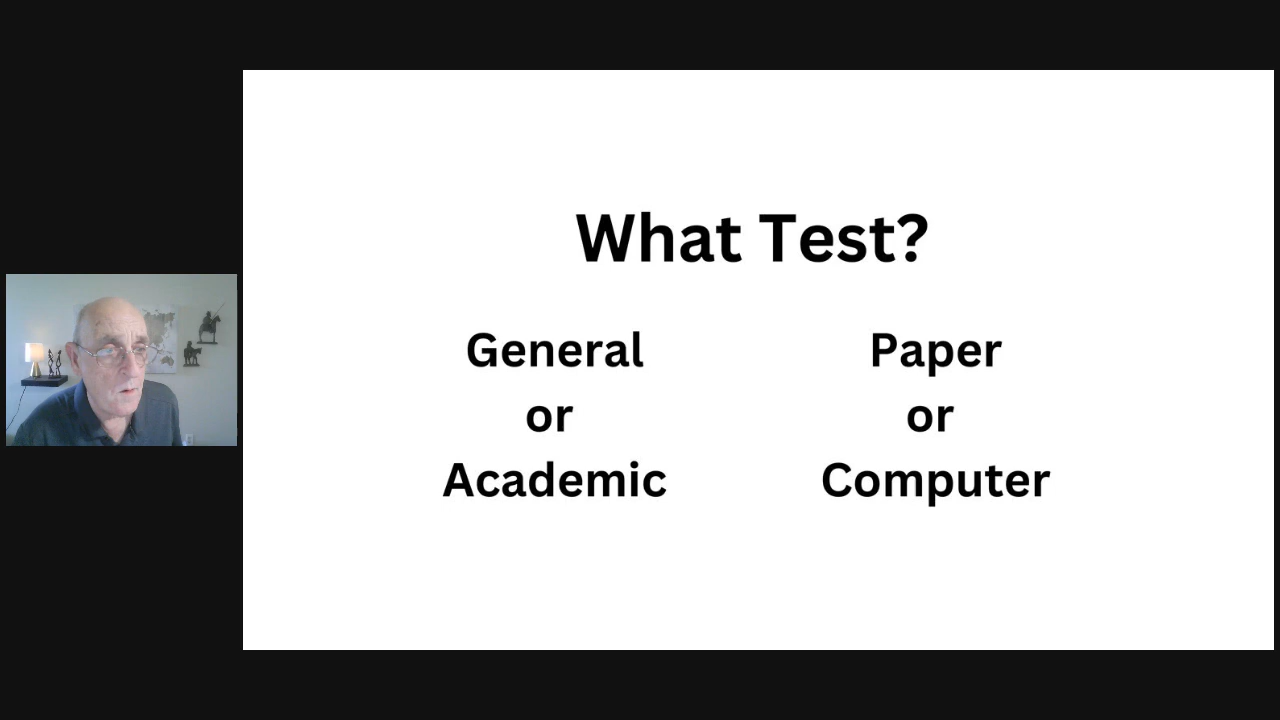 What Test?
General
or
Academic
Paper
or
Computer